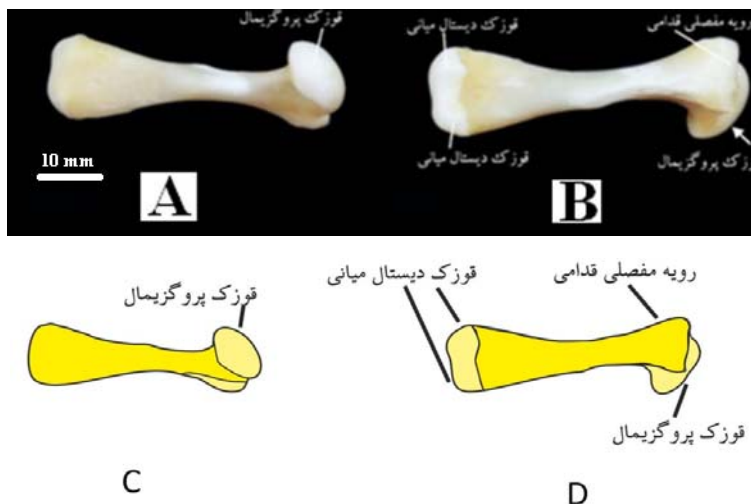 قوزک پروگزیمال
10 mm
A
قوزک دیستال میانی
رویه مفصلی قدامی
قوزک دیستال میانی
پروگزیمال
B
قوزک پروگزیمال
C
قوزک دیستال میانی
رویه مفصلی قدامی
قوزک پروگزیمال
D